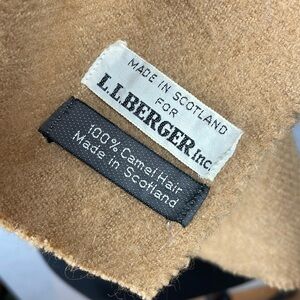 MADE IN SCOTLAND
FOR
L.L.BERGER Inc.
100% Camel Hair
Made in Scotland